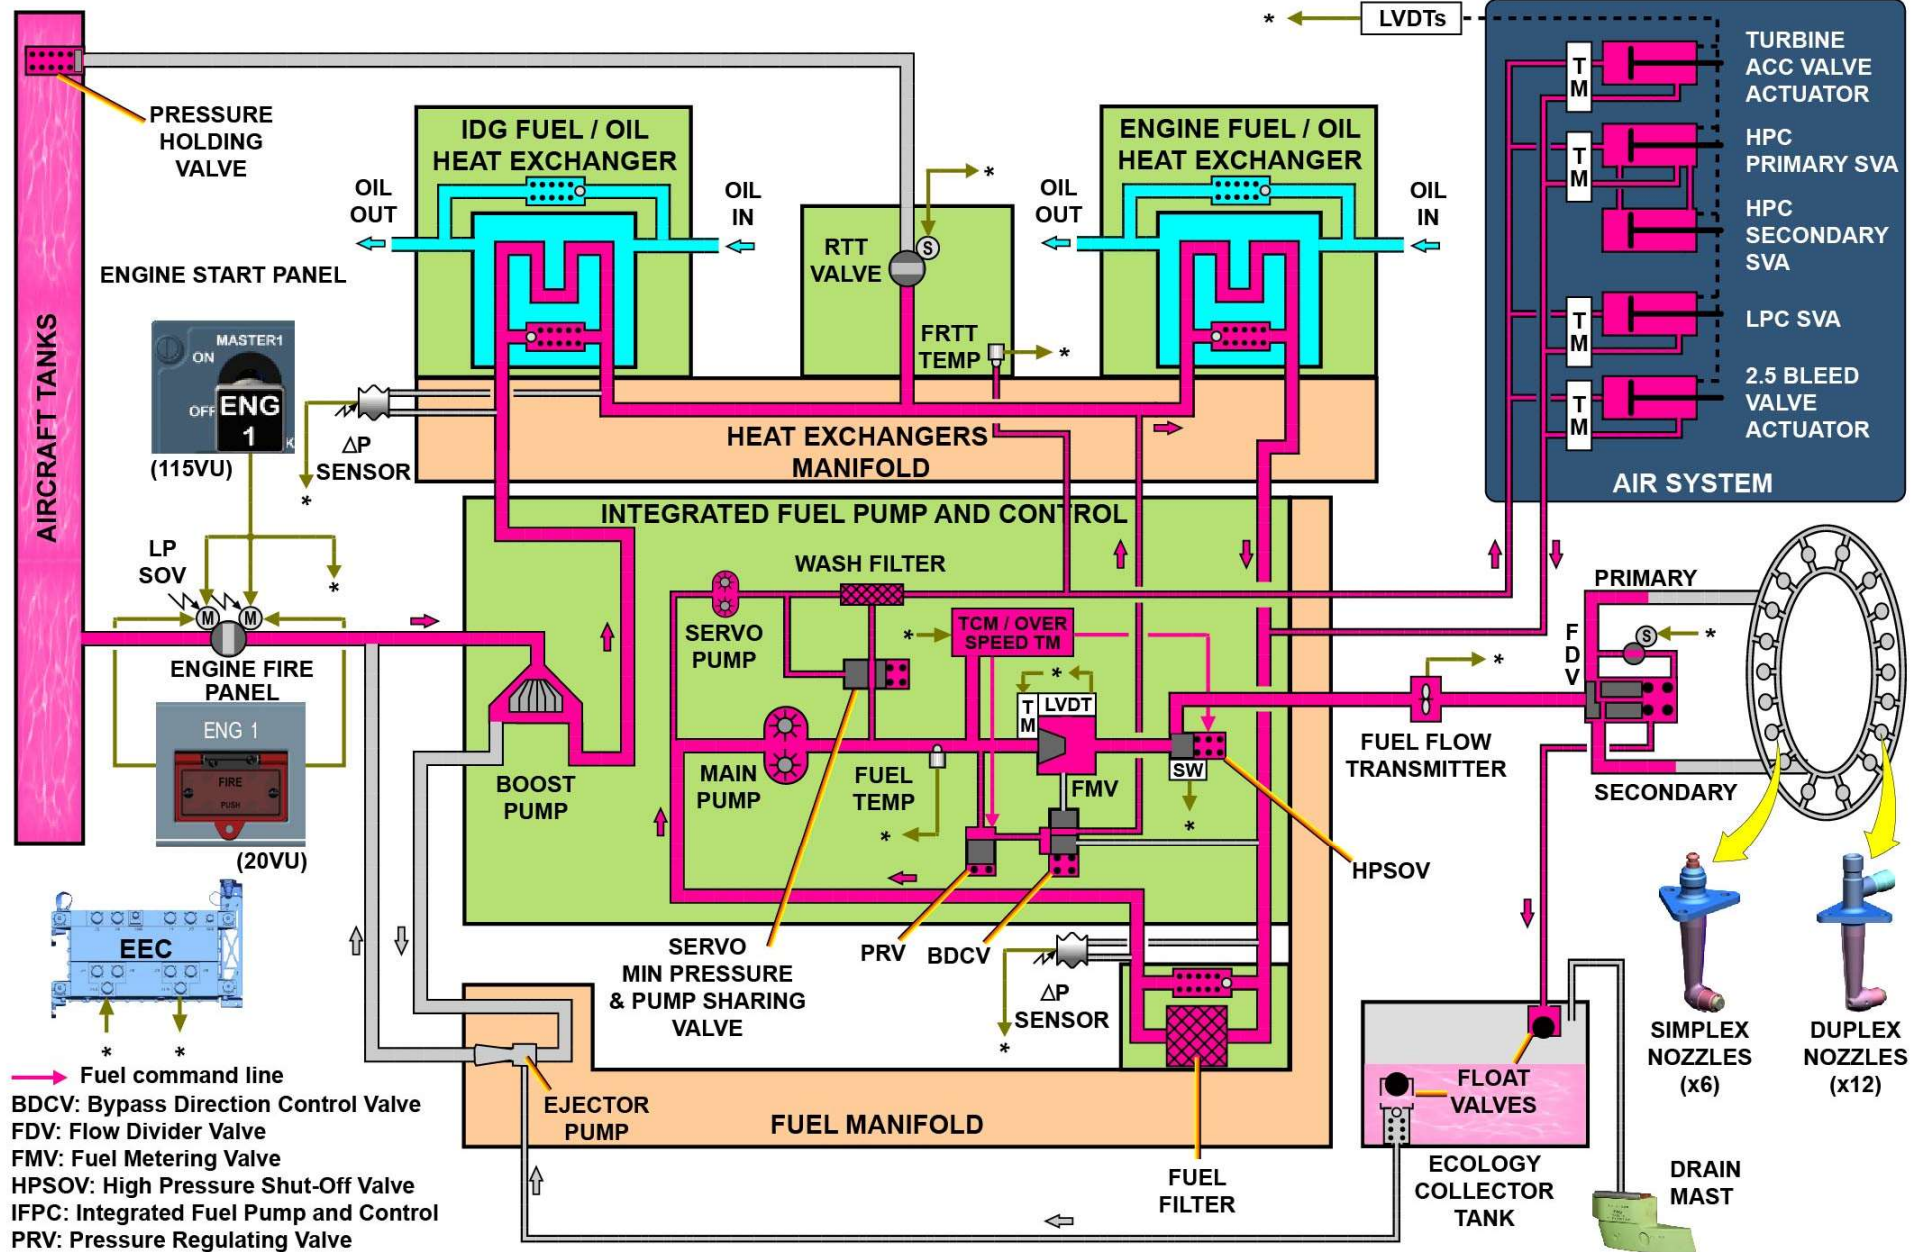 * LVDTs
TURBINE
ACC VALVE
ACTUATOR
HPC
PRIMARY SVA
HPC
SECONDARY
SVA
LPC SVA
2.5 BLEED
VALVE
ACTUATOR
TM
TM
TM
TM
AIR SYSTEM
PRESSURE
HOLDING
VALVE
AIRCRAFT TANKS
IDG FUEL / OIL
HEAT EXCHANGER
OIL
OUT
OIL
IN
RTT
VALVE
S
*
FRTT
TEMP
*
ENGINE FUEL / OIL
HEAT EXCHANGER
OIL
OUT
OIL
IN
ENGINE START PANEL
MASTER1
ON
OFF
ENG
1
K
(115VU)
ΔP
SENSOR
*
HEAT EXCHANGERS
MANIFOLD
LP
SOV
*
M
M
ENGINE FIRE
PANEL
ENG 1
FIRE
PUSH
(20VU)
INTEGRATED FUEL PUMP AND CONTROL
WASH FILTER
SERVO
PUMP
* TCM / OVER
SPEED TM
*
TM
LVDT
BOOST
PUMP
MAIN
PUMP
FUEL
TEMP
*
FMV
SW
*
HPSOV
PRIMARY
FDV
S
*
*
FUEL FLOW
TRANSMITTER
SECONDARY
EEC
* *
SERVO
MIN PRESSURE
& PUMP SHARING
VALVE
PRV
BDCV
ΔP
SENSOR
*
EJECTOR
PUMP
FUEL MANIFOLD
FUEL
FILTER
FLOAT
VALVES
ECOLOGY
COLLECTOR
TANK
DRAIN
MAST
SIMPLEX
NOZZLES
(x6)
DUPLEX
NOZZLES
(x12)
Fuel command line
BDCV: Bypass Direction Control Valve
FDV: Flow Divider Valve
FMV: Fuel Metering Valve
HPSOV: High Pressure Shut-Off Valve
IFPC: Integrated Fuel Pump and Control
PRV: Pressure Regulating Valve